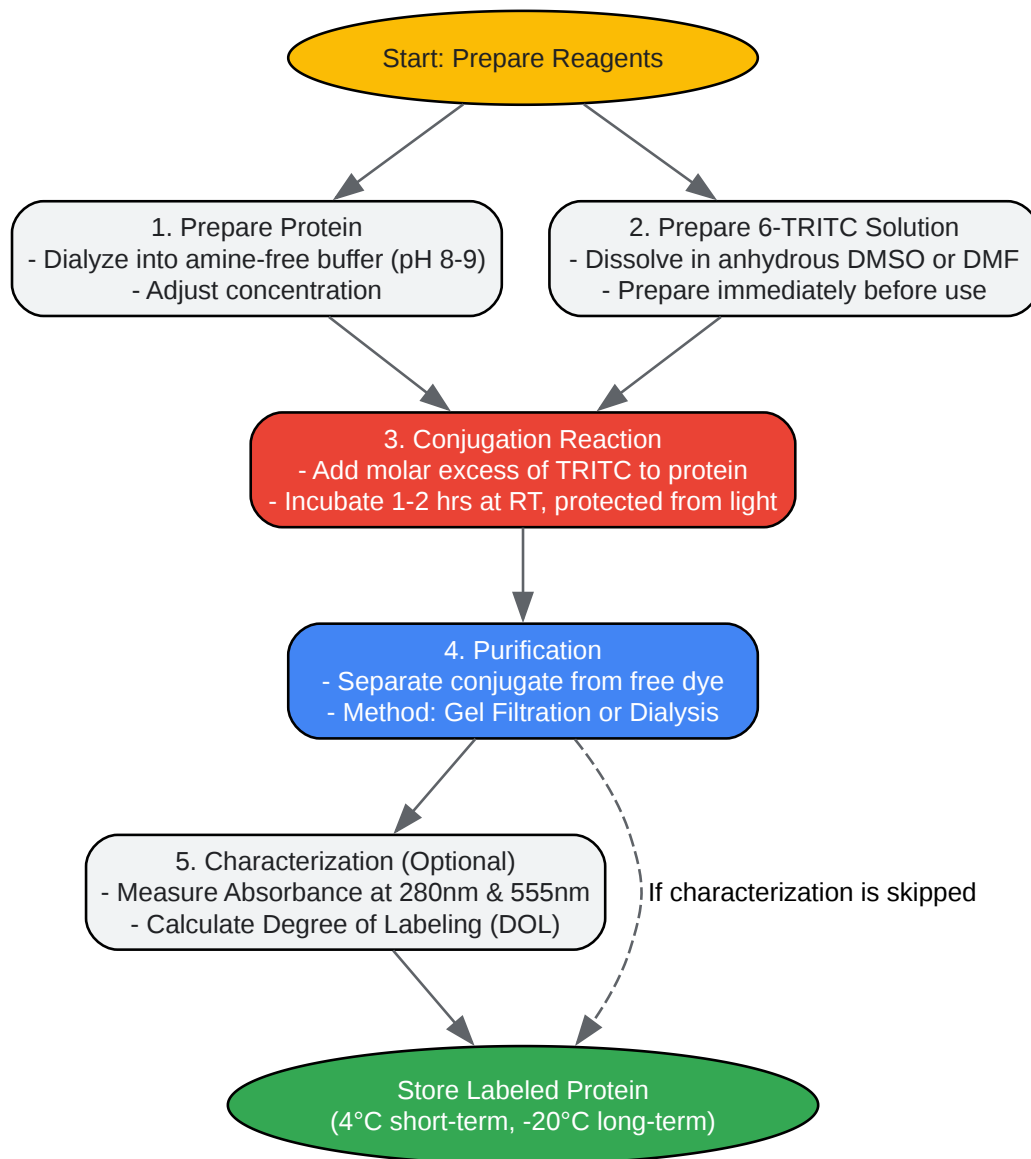 Start: Prepare Reagents
1. Prepare Protein
- Dialyze into amine-free buffer (pH 8-9)
- Adjust concentration
2. Prepare 6-TRITC Solution
- Dissolve in anhydrous DMSO or DMF
- Prepare immediately before use
3. Conjugation Reaction
- Add molar excess of TRITC to protein
- Incubate 1-2 hrs at RT, protected from light
4. Purification
- Separate conjugate from free dye
- Method: Gel Filtration or Dialysis
5. Characterization (Optional)
- Measure Absorbance at 280nm & 555nm
- Calculate Degree of Labeling (DOL)
If characterization is skipped
Store Labeled Protein
(4°C short-term, -20°C long-term)